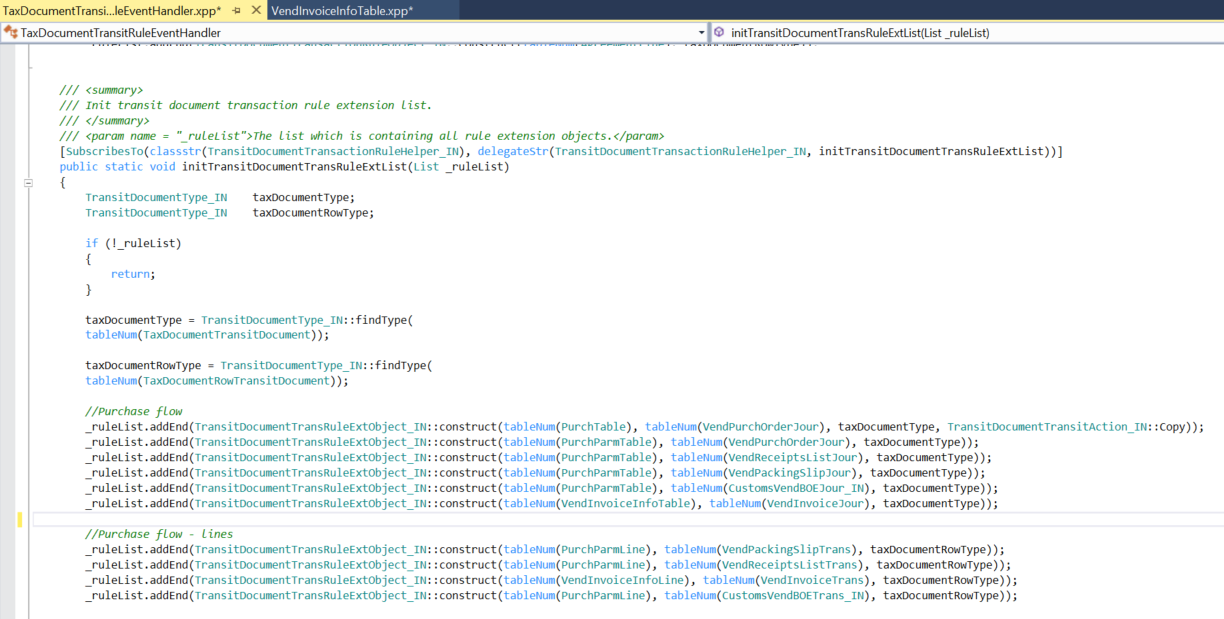 TaxDocumentTransi...leEventHandler.xpp* VendInvoiceInfoTable.xpp*
TaxDocumentTransitRuleEventHandler initTransitDocumentTransRuleExtList(List _ruleList)
/// <summary>
/// Init transit document transaction rule extension list.
/// </summary>
/// <param name = "_ruleList">The list which is containing all rule extension objects.</param>
[SubscribesTo(classstr(TransitDocumentTransactionRuleHelper_IN), delegateStr(TransitDocumentTransactionRuleHelper_IN, initTransitDocumentTransRuleExtList))]
public static void initTransitDocumentTransRuleExtList(List _ruleList)
{
TransitDocumentType_IN taxDocumentType;
TransitDocumentType_IN taxDocumentRowType;
if (!_ruleList)
{
return;
}
taxDocumentType = TransitDocumentType_IN::findType(
tableNum(TaxDocumentTransitDocument));
taxDocumentRowType = TransitDocumentType_IN::findType(
tableNum(TaxDocumentRowTransitDocument));
//Purchase flow
_ruleList.addEnd(TransitDocumentTransRuleExtObject_IN::construct(tableNum(PurchTable), tableNum(VendPurchOrderJour), taxDocumentType, TransitDocumentTransitAction_IN::Copy));
_ruleList.addEnd(TransitDocumentTransRuleExtObject_IN::construct(tableNum(PurchParmTable), tableNum(VendPurchOrderJour), taxDocumentType));
_ruleList.addEnd(TransitDocumentTransRuleExtObject_IN::construct(tableNum(PurchParmTable), tableNum(VendReceiptsListJour), taxDocumentType));
_ruleList.addEnd(TransitDocumentTransRuleExtObject_IN::construct(tableNum(PurchParmTable), tableNum(VendPackingSlipJour), taxDocumentType));
_ruleList.addEnd(TransitDocumentTransRuleExtObject_IN::construct(tableNum(PurchParmTable), tableNum(CustomsVendBOEJour_IN), taxDocumentType));
_ruleList.addEnd(TransitDocumentTransRuleExtObject_IN::construct(tableNum(VendInvoiceInfoTable), tableNum(VendInvoiceJour), taxDocumentType));
//Purchase flow - lines
_ruleList.addEnd(TransitDocumentTransRuleExtObject_IN::construct(tableNum(PurchParmLine), tableNum(VendPackingSlipTrans), taxDocumentRowType));
_ruleList.addEnd(TransitDocumentTransRuleExtObject_IN::construct(tableNum(PurchParmLine), tableNum(VendReceiptsListTrans), taxDocumentRowType));
_ruleList.addEnd(TransitDocumentTransRuleExtObject_IN::construct(tableNum(VendInvoiceInfoLine), tableNum(VendInvoiceTrans), taxDocumentRowType));
_ruleList.addEnd(TransitDocumentTransRuleExtObject_IN::construct(tableNum(PurchParmLine), tableNum(CustomsVendBOETrans_IN), taxDocumentRowType));